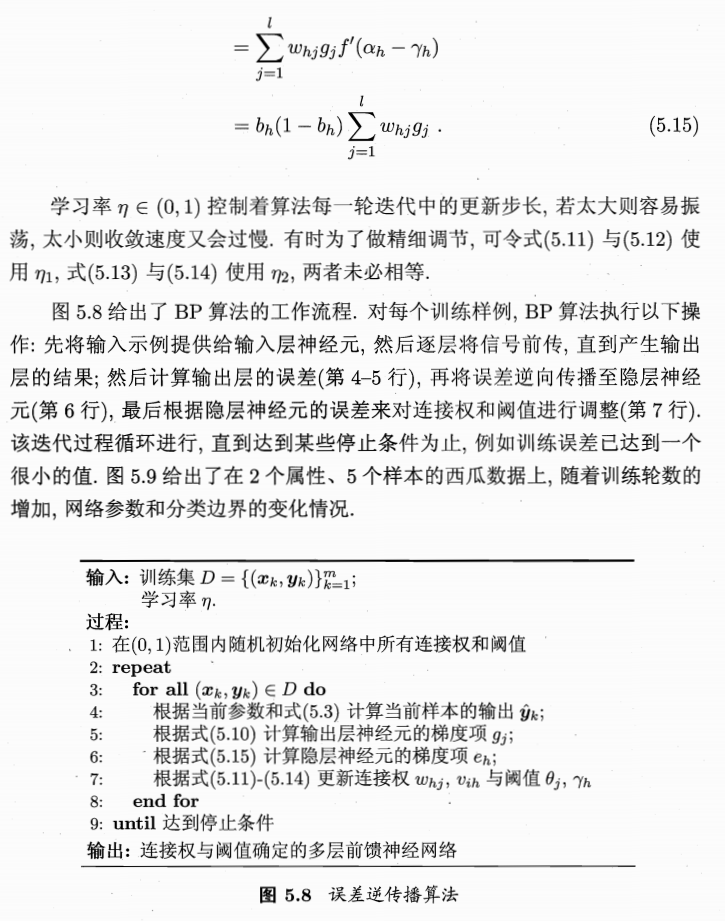 = \sum_{j=1}^{l} w_{hj} g_j f'(α_h − γ_h)
= b_h(1 − b_h) \sum_{j=1}^{l} w_{hj} g_j . (5.15)
学习率 η ∈ (0, 1) 控制着算法每一轮迭代中的更新步长, 若太大则容易振
荡, 太小则收敛速度又会过慢. 有时为了做精细调节, 可令式(5.11) 与(5.12) 使
用 η₁, 式(5.13) 与(5.14) 使用 η₂, 两者未必相等.
图 5.8 给出了 BP 算法的工作流程. 对每个训练样例, BP 算法执行以下操
作: 先将输入示例提供给输入层神经元, 然后逐层将信号前传, 直到产生输出
层的结果; 然后计算输出层的误差(第 4–5 行), 再将误差逆向传播至隐层神经
元(第 6 行), 最后根据隐层神经元的误差来对连接权和阈值进行调整(第 7 行).
该迭代过程循环进行, 直到达到某些停止条件为止, 例如训练误差已达到一个
很小的值. 图 5.9 给出了在 2 个属性、5 个样本的西瓜数据上, 随着训练轮数的
增加, 网络参数和分类边界的变化情况.
输入: 训练集 D = {(x_k, y_k)}_{k=1}^{m};
学习率 η.
过程:
1: 在(0, 1)范围内随机初始化网络中所有连接权和阈值
2: repeat
3: for all (x_k, y_k) ∈ D do
4: 根据当前参数和式(5.3) 计算当前样本的输出 ŷ_k;
5: 根据式(5.10) 计算输出层神经元的梯度项 g_j;
6: 根据式(5.15) 计算隐层神经元的梯度项 e_h;
7: 根据式(5.11)-(5.14) 更新连接权 w_{hj}, v_{ih} 与阈值 θ_j, γ_h
8: end for
9: until 达到停止条件
输出: 连接权与阈值确定的多层前馈神经网络
图 5.8 误差逆传播算法